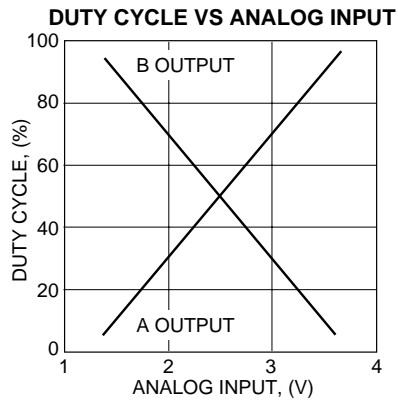 DUTY CYCLE VS ANALOG INPUT
100
80
60
40
20
0
DUTY CYCLE, (%)
B OUTPUT
A OUTPUT
1
2
3
4
ANALOG INPUT, (V)